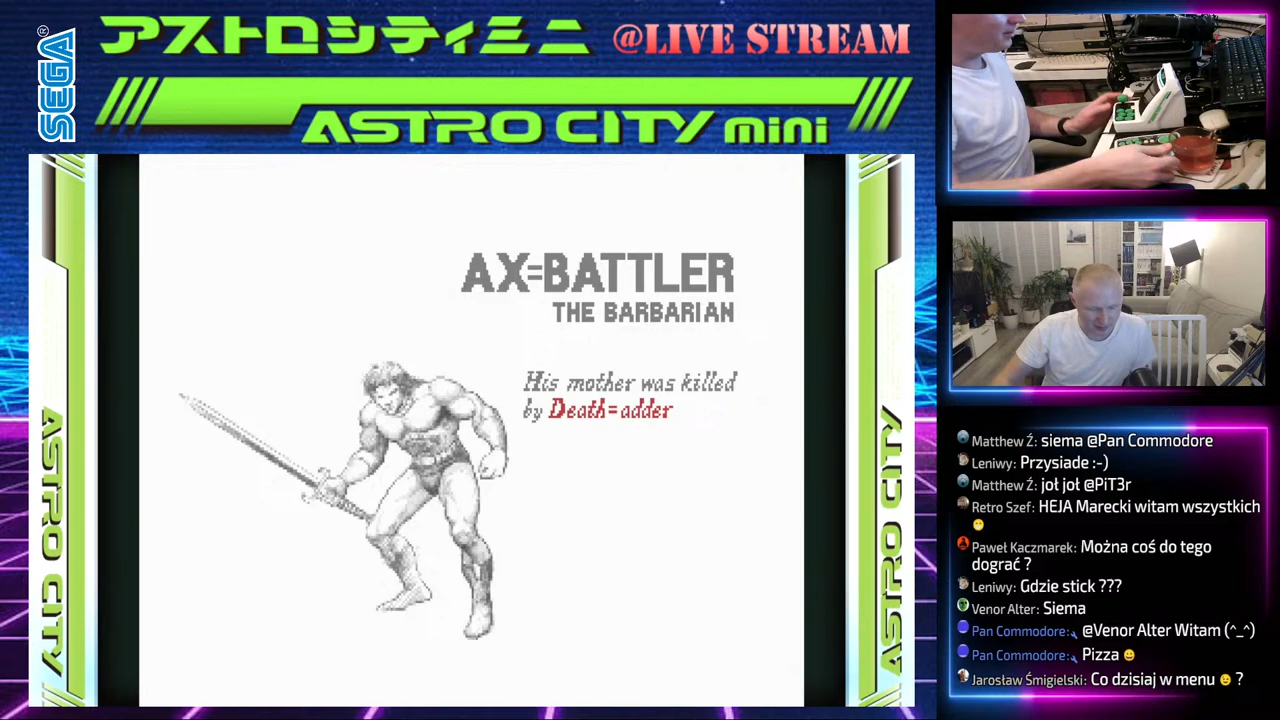 SEGA®
アストロシティミニ @LIVE STREAM
ASTRO CITY mini
AX=BATTLER
THE BARBARIAN
His mother was killed
by Death=adder
ASTRO CITY
ASTRO CITY
Matthew Ź: siema @Pan Commodore
Leniwy: Przysiade :-)
Matthew Ź: joł joł @PiT3r
Retro Szef: HEJA Marecki witam wszystkich
😁
Paweł Kaczmarek: Można coś do tego
dograć ?
Leniwy: Gdzie stick ???
Venor Alter: Siema
Pan Commodore: @Venor Alter Witam (^_^)
Pan Commodore: Pizza 😀
Jarosław Śmigielski: Co dzisiaj w menu 😉 ?